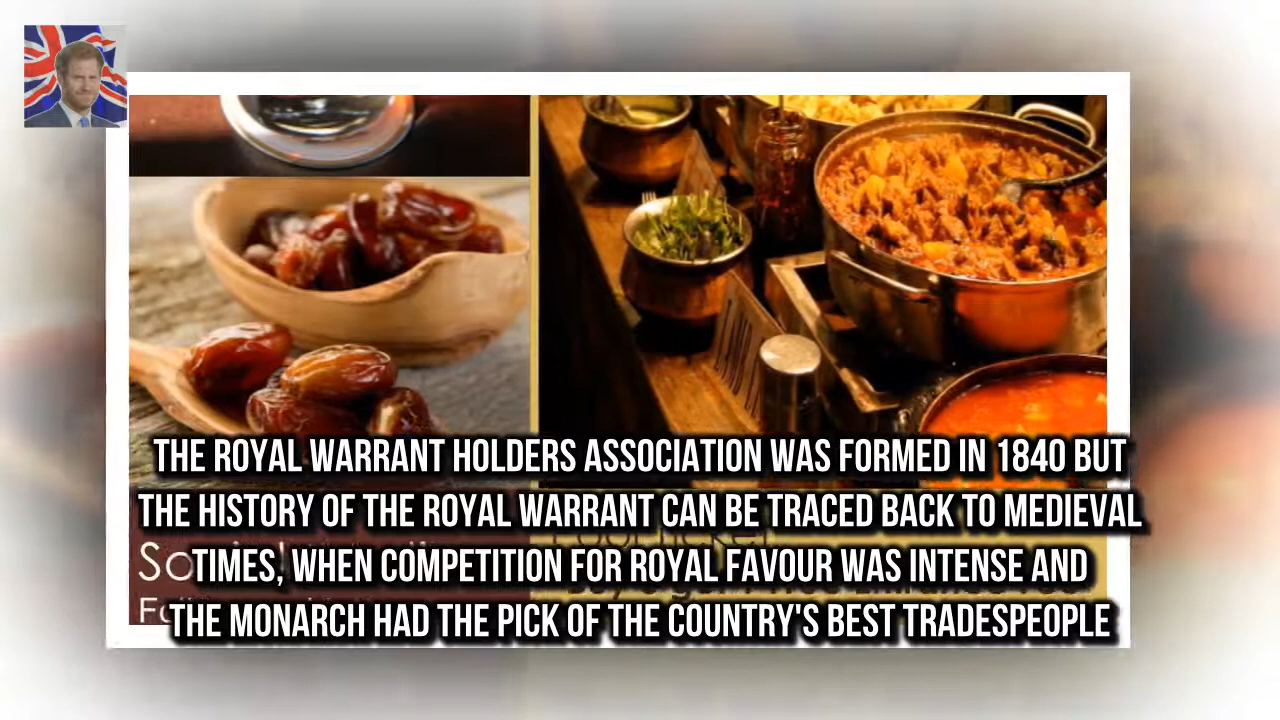 THE ROYAL WARRANT HOLDERS ASSOCIATION WAS FORMED IN 1840 BUT
THE HISTORY OF THE ROYAL WARRANT CAN BE TRACED BACK TO MEDIEVAL
TIMES, WHEN COMPETITION FOR ROYAL FAVOUR WAS INTENSE AND
THE MONARCH HAD THE PICK OF THE COUNTRY'S BEST TRADESPEOPLE